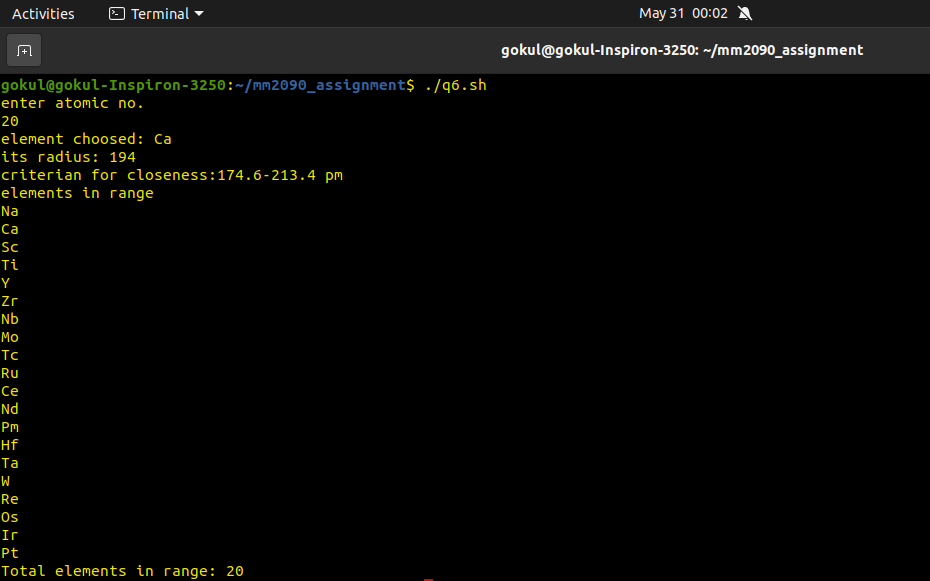 Activities Terminal May 31 00:02
gokul@gokul-Inspiron-3250: ~/mm2090_assignment
gokul@gokul-Inspiron-3250:~/mm2090_assignment$ ./q6.sh
enter atomic no.
20
element choosed: Ca
its radius: 194
criterian for closeness:174.6-213.4 pm
elements in range
Na
Ca
Sc
Ti
Y
Zr
Nb
Mo
Tc
Ru
Ce
Nd
Pm
Hf
Ta
W
Re
Os
Ir
Pt
Total elements in range: 20